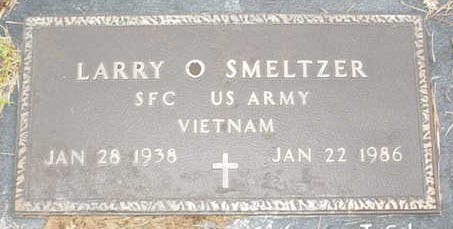 LARRY O SMELTZER
SFC US ARMY
VIETNAM
JAN 28 1938 JAN 22 1986